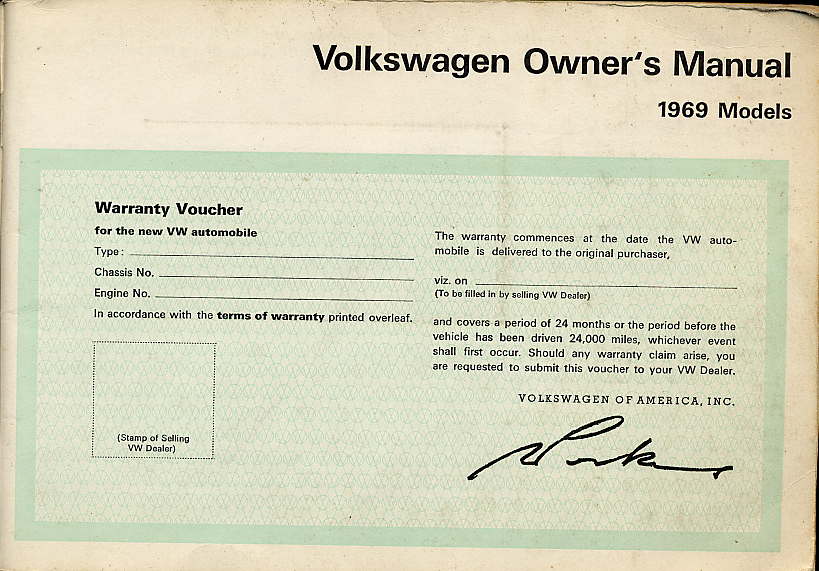 Volkswagen Owner's Manual
1969 Models
Warranty Voucher
for the new VW automobile
Type:
Chassis No.
Engine No.
In accordance with the terms of warranty printed overleaf.
(Stamp of Selling
VW Dealer)
The warranty commences at the date the VW auto-
mobile is delivered to the original purchaser,
viz. on
(To be filled in by selling VW Dealer)
and covers a period of 24 months or the period before the
vehicle has been driven 24,000 miles, whichever event
shall first occur. Should any warranty claim arise, you
are requested to submit this voucher to your VW Dealer.
VOLKSWAGEN OF AMERICA, INC.